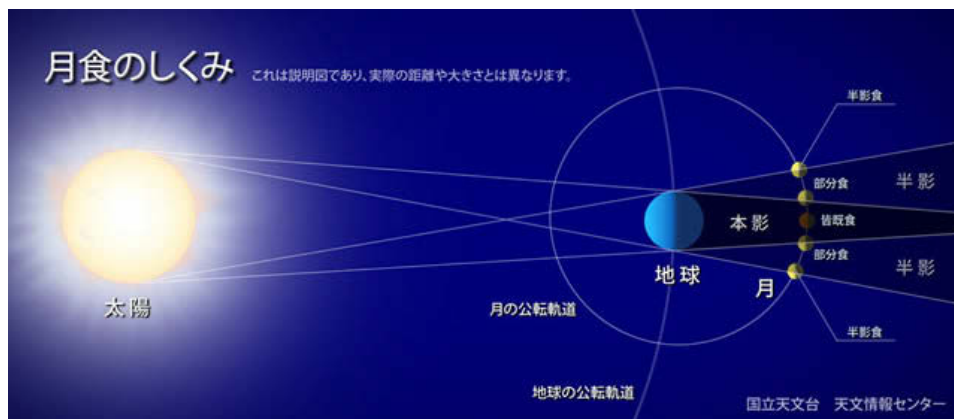 月食のしくみ
これは説明図であり、実際の距離や大きさとは異なります。
半影食
部分食
半影
本影
皆既食
地球
部分食
半影
月
太陽
月の公転軌道
半影食
地球の公転軌道
国立天文台 天文情報センター